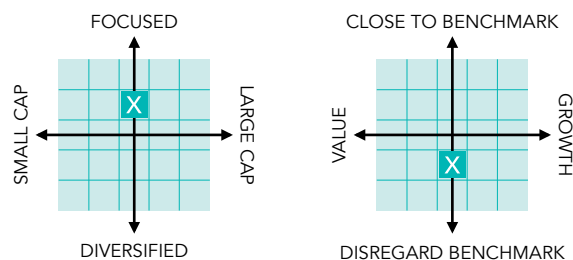 FOCUSED
SMALL CAP
X
LARGE CAP
DIVERSIFIED
CLOSE TO BENCHMARK
VALUE
X
GROWTH
DISREGARD BENCHMARK